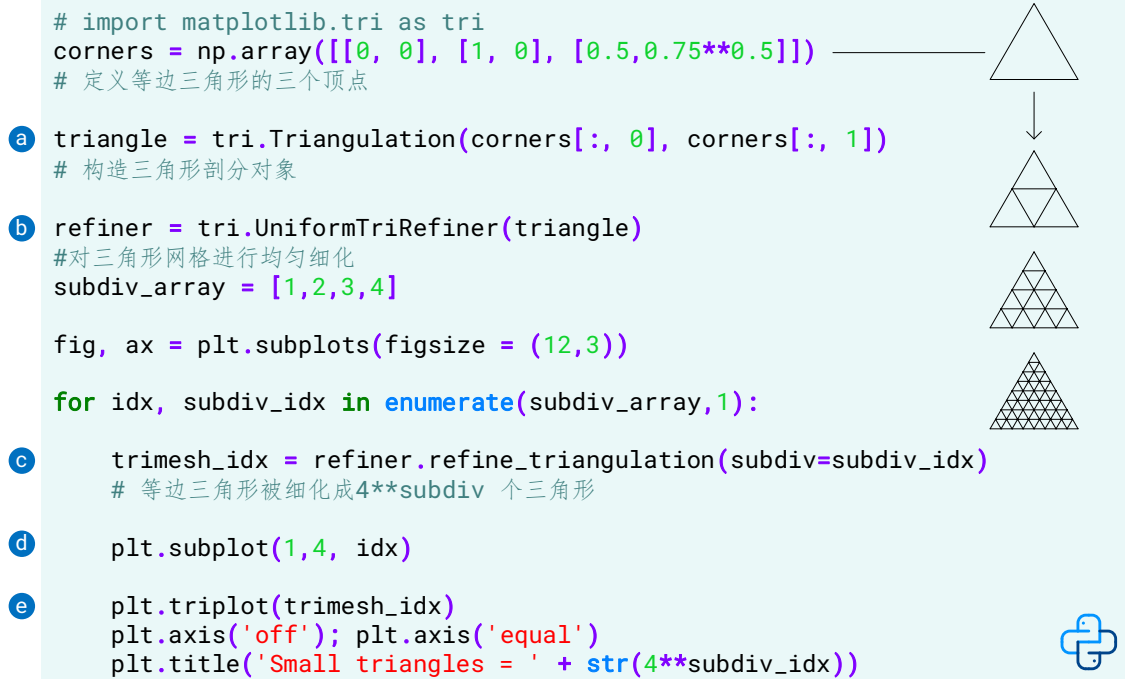 # import matplotlib.tri as tri
corners = np.array([[0, 0], [1, 0], [0.5,0.75**0.5]])
# 定义等边三角形的三个顶点
a triangle = tri.Triangulation(corners[:, 0], corners[:, 1])
# 构造三角形剖分对象
b refiner = tri.UniformTriRefiner(triangle)
#对三角形网格进行均匀细化
subdiv_array = [1,2,3,4]
fig, ax = plt.subplots(figsize = (12,3))
for idx, subdiv_idx in enumerate(subdiv_array,1):
c trimesh_idx = refiner.refine_triangulation(subdiv=subdiv_idx)
# 等边三角形被细化成4**subdiv 个三角形
d plt.subplot(1,4, idx)
e plt.triplot(trimesh_idx)
plt.axis('off'); plt.axis('equal')
plt.title('Small triangles = ' + str(4**subdiv_idx))